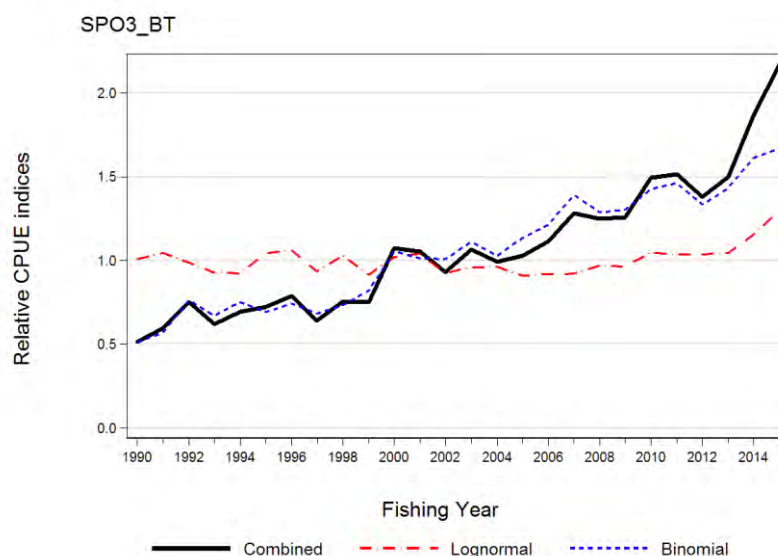 SPO3_BT
Relative CPUE indices
2.0
1.5
1.0
0.5
0.0
1990 1992 1994 1996 1998 2000 2002 2004 2006 2008 2010 2012 2014
Fishing Year
Combined Lognormal Binomial